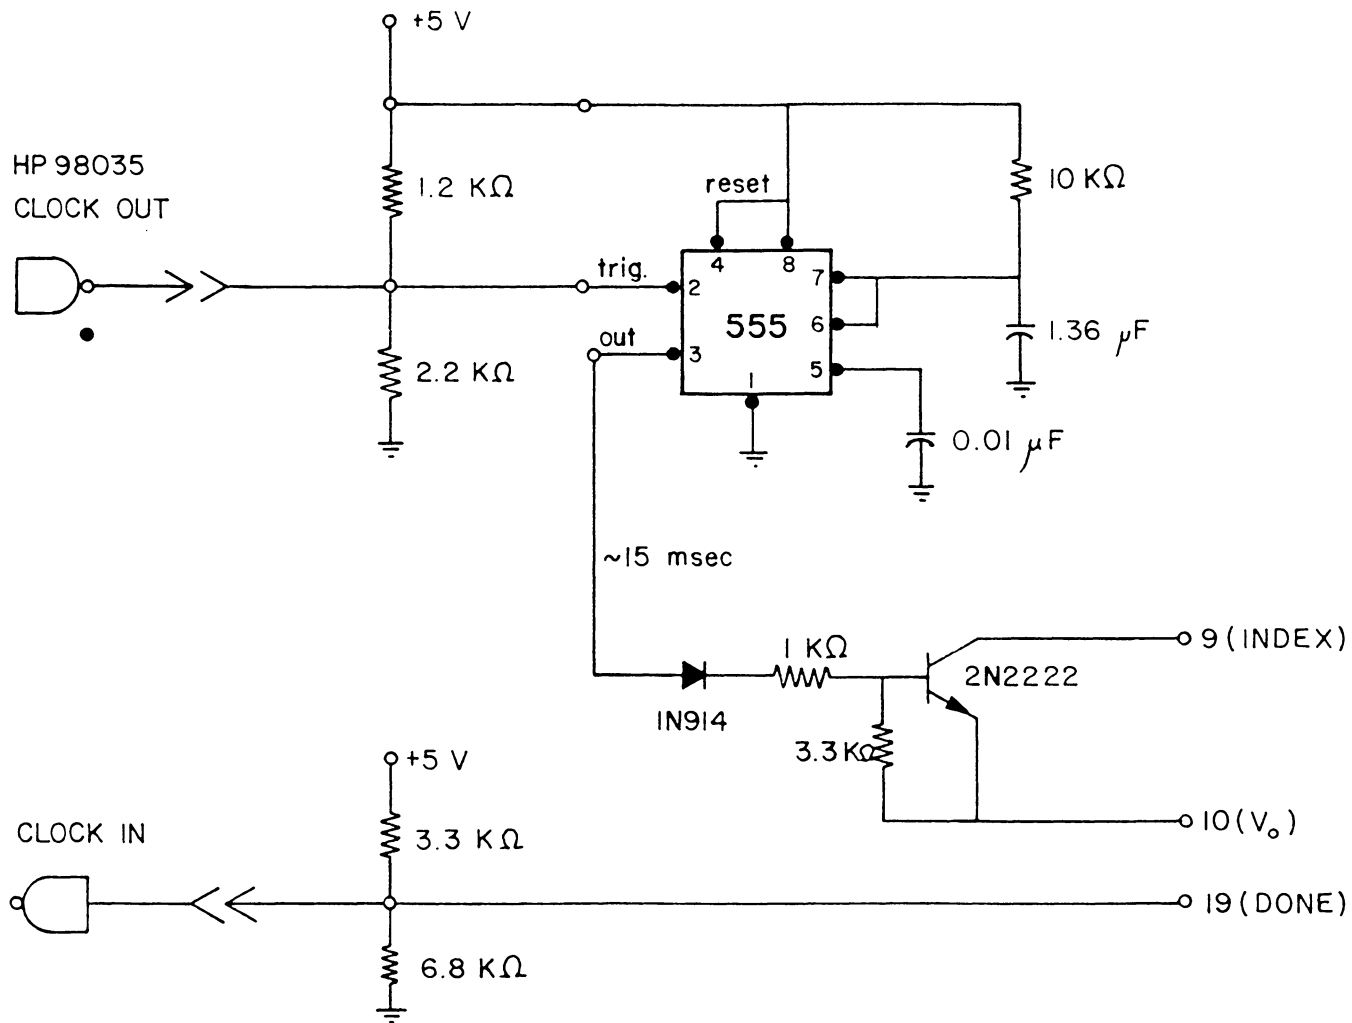 +5 V
HP 98035
CLOCK OUT
1.2 KΩ
reset
10 KΩ
trig.
4
8
2
7
555
6
out
3
5
1
1.36 μF
2.2 KΩ
0.01 μF
~15 msec
1 KΩ
9 (INDEX)
2N2222
1N914
3.3 KΩ
+5 V
10 (Vo)
CLOCK IN
3.3 KΩ
19 (DONE)
6.8 KΩ